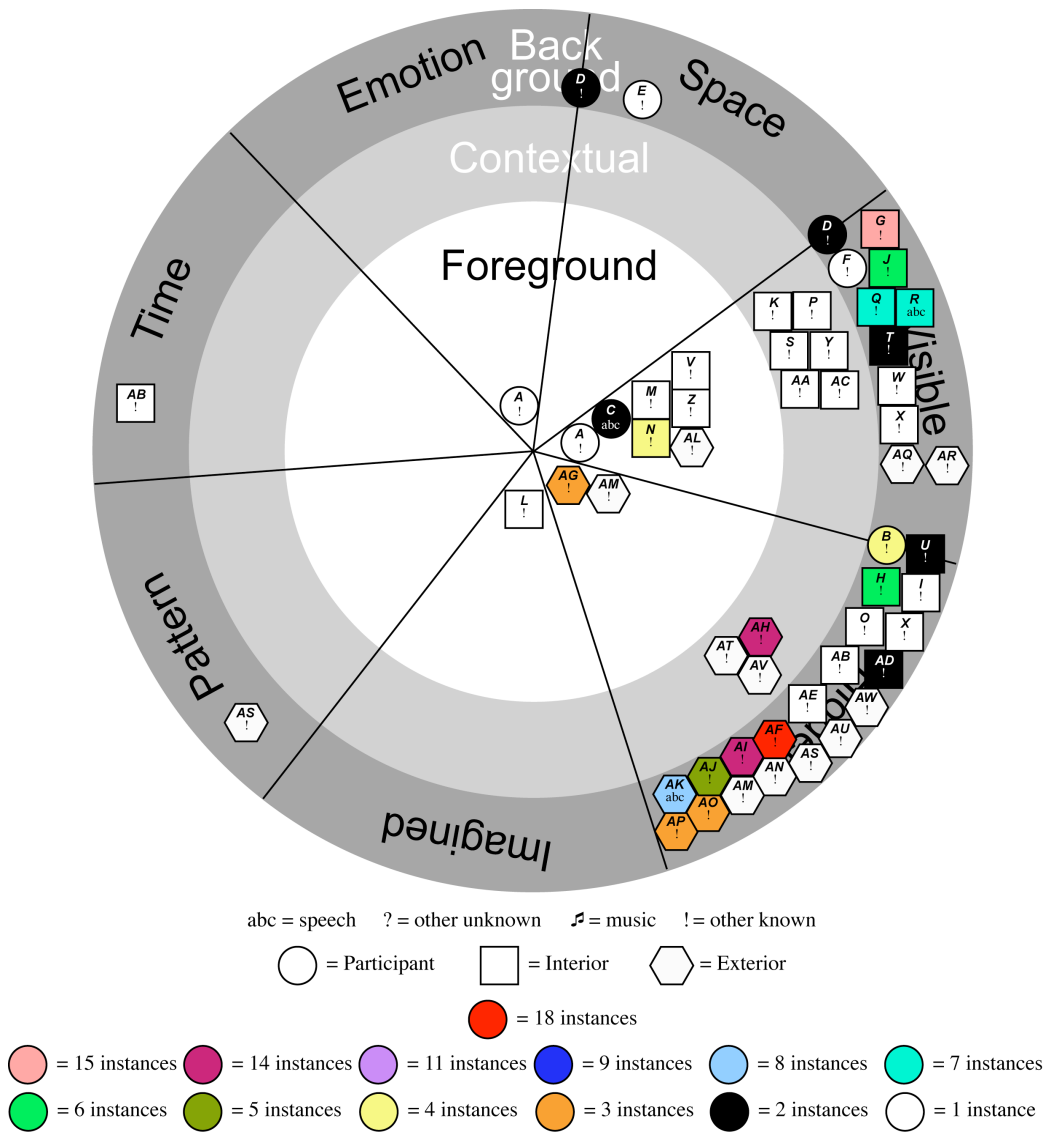 Emotion
Back
ground
Space
D
!
E
!
Contextual
Foreground
Time
Visible
Pattern
Imagined
D
!
G
!
F
!
J
!
K
!
P
!
Q
!
R
abc
S
!
Y
!
T
!
AA
!
AC
!
W
!
X
!
AQ
!
AR
!
AB
!
A
!
A
!
C
abc
M
!
V
!
Z
!
N
!
AL
!
AG
!
AM
!
L
!
B
!
U
!
H
!
I
!
O
!
X
!
AB
!
AD
!
AE
!
AW
!
AH
!
AT
!
AV
!
AS
!
AF
!
AU
!
AI
!
AN
!
AS
!
AJ
!
AM
!
AK
abc
AO
!
AP
!
abc = speech ? = other unknown ♬ = music ! = other known
= Participant = Interior = Exterior
= 18 instances
= 15 instances = 14 instances = 11 instances = 9 instances = 8 instances = 7 instances
= 6 instances = 5 instances = 4 instances = 3 instances = 2 instances = 1 instance